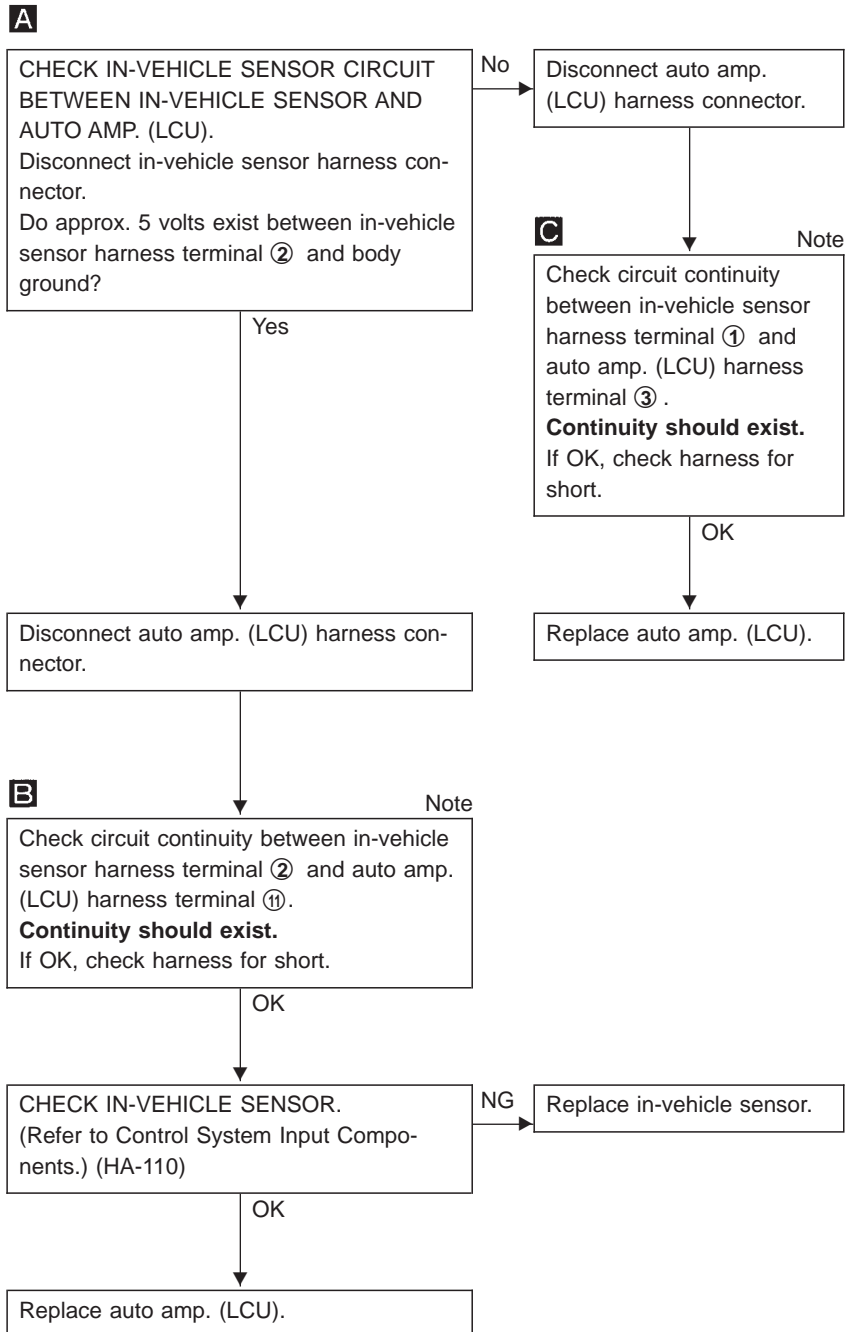 A
CHECK IN-VEHICLE SENSOR CIRCUIT
BETWEEN IN-VEHICLE SENSOR AND
AUTO AMP. (LCU).
Disconnect in-vehicle sensor harness con-
nector.
Do approx. 5 volts exist between in-vehicle
sensor harness terminal ② and body
ground?
No
Disconnect auto amp.
(LCU) harness connector.
C
Note
Check circuit continuity
between in-vehicle sensor
harness terminal ① and
auto amp. (LCU) harness
terminal ③ .
Continuity should exist.
If OK, check harness for
short.
OK
Replace auto amp. (LCU).
Yes
Disconnect auto amp. (LCU) harness con-
nector.
B
Note
Check circuit continuity between in-vehicle
sensor harness terminal ② and auto amp.
(LCU) harness terminal ⑪.
Continuity should exist.
If OK, check harness for short.
OK
CHECK IN-VEHICLE SENSOR.
(Refer to Control System Input Compo-
nents.) (HA-110)
NG
Replace in-vehicle sensor.
OK
Replace auto amp. (LCU).